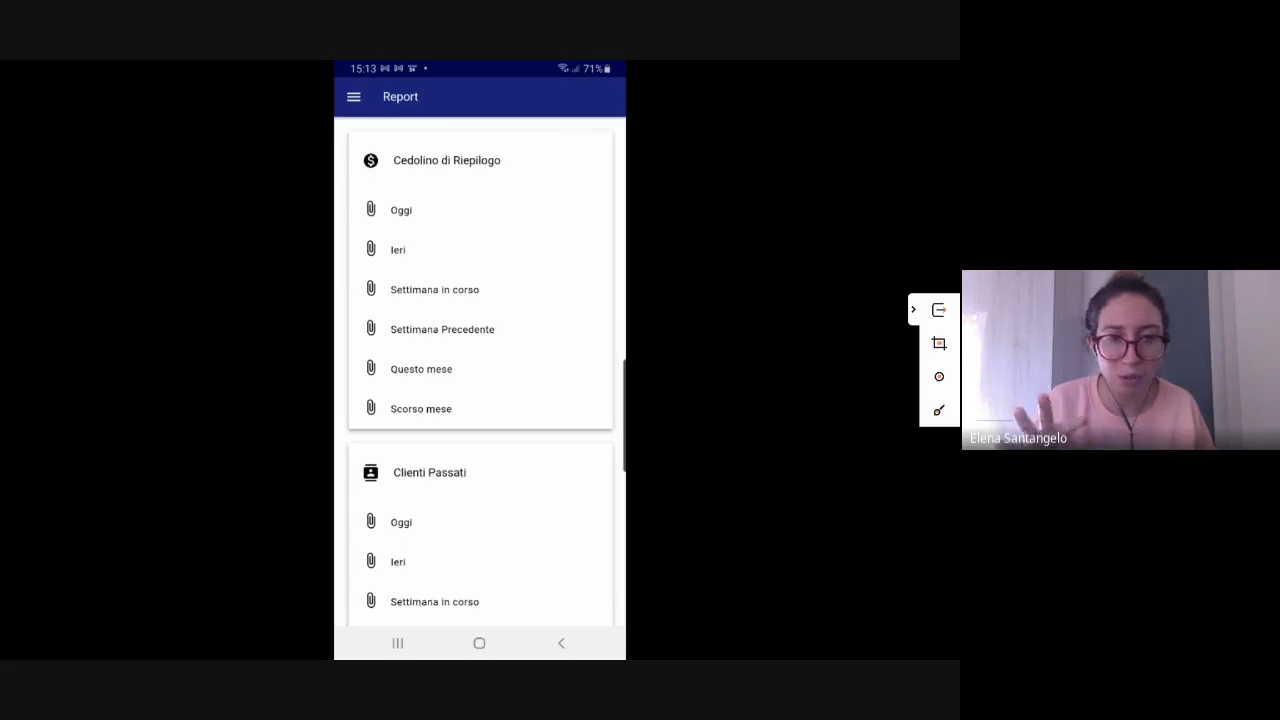 15:13
71%
Report
Cedolino di Riepilogo
Oggi
Ieri
Settimana in corso
Settimana Precedente
Questo mese
Scorso mese
Clienti Passati
Oggi
Ieri
Settimana in corso
Elena Santangelo